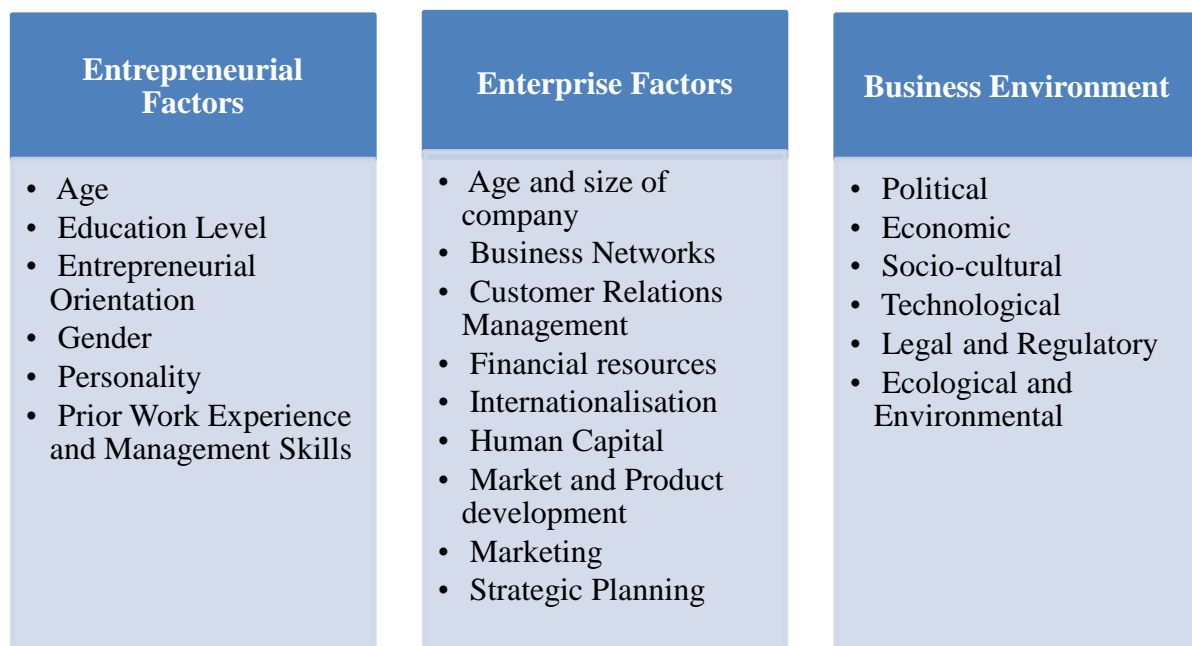 Entrepreneurial
Factors
• Age
• Education Level
• Entrepreneurial
Orientation
• Gender
• Personality
• Prior Work Experience
and Management Skills
Enterprise Factors
• Age and size of
company
• Business Networks
• Customer Relations
Management
• Financial resources
• Internationalisation
• Human Capital
• Market and Product
development
• Marketing
• Strategic Planning
Business Environment
• Political
• Economic
• Socio-cultural
• Technological
• Legal and Regulatory
• Ecological and
Environmental